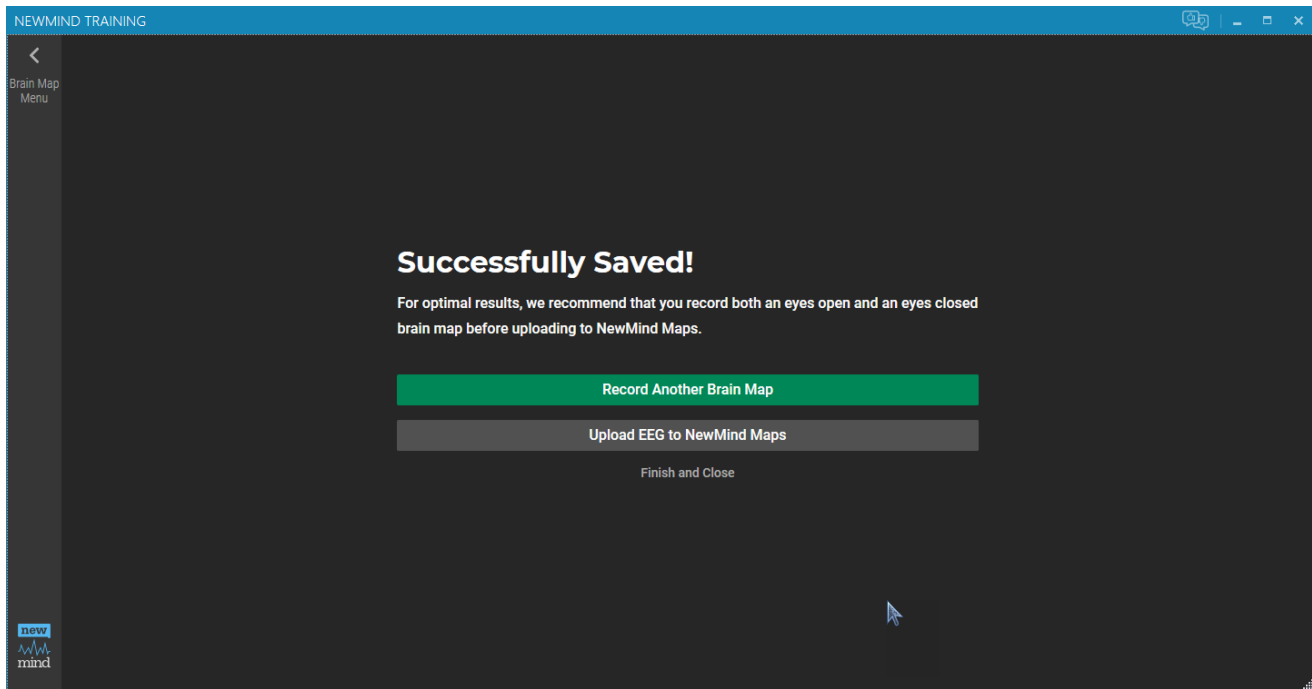 NEWMIND TRAINING
Brain Map
Menu
Successfully Saved!
For optimal results, we recommend that you record both an eyes open and an eyes closed
brain map before uploading to NewMind Maps.
Record Another Brain Map
Upload EEG to NewMind Maps
Finish and Close
new
mind